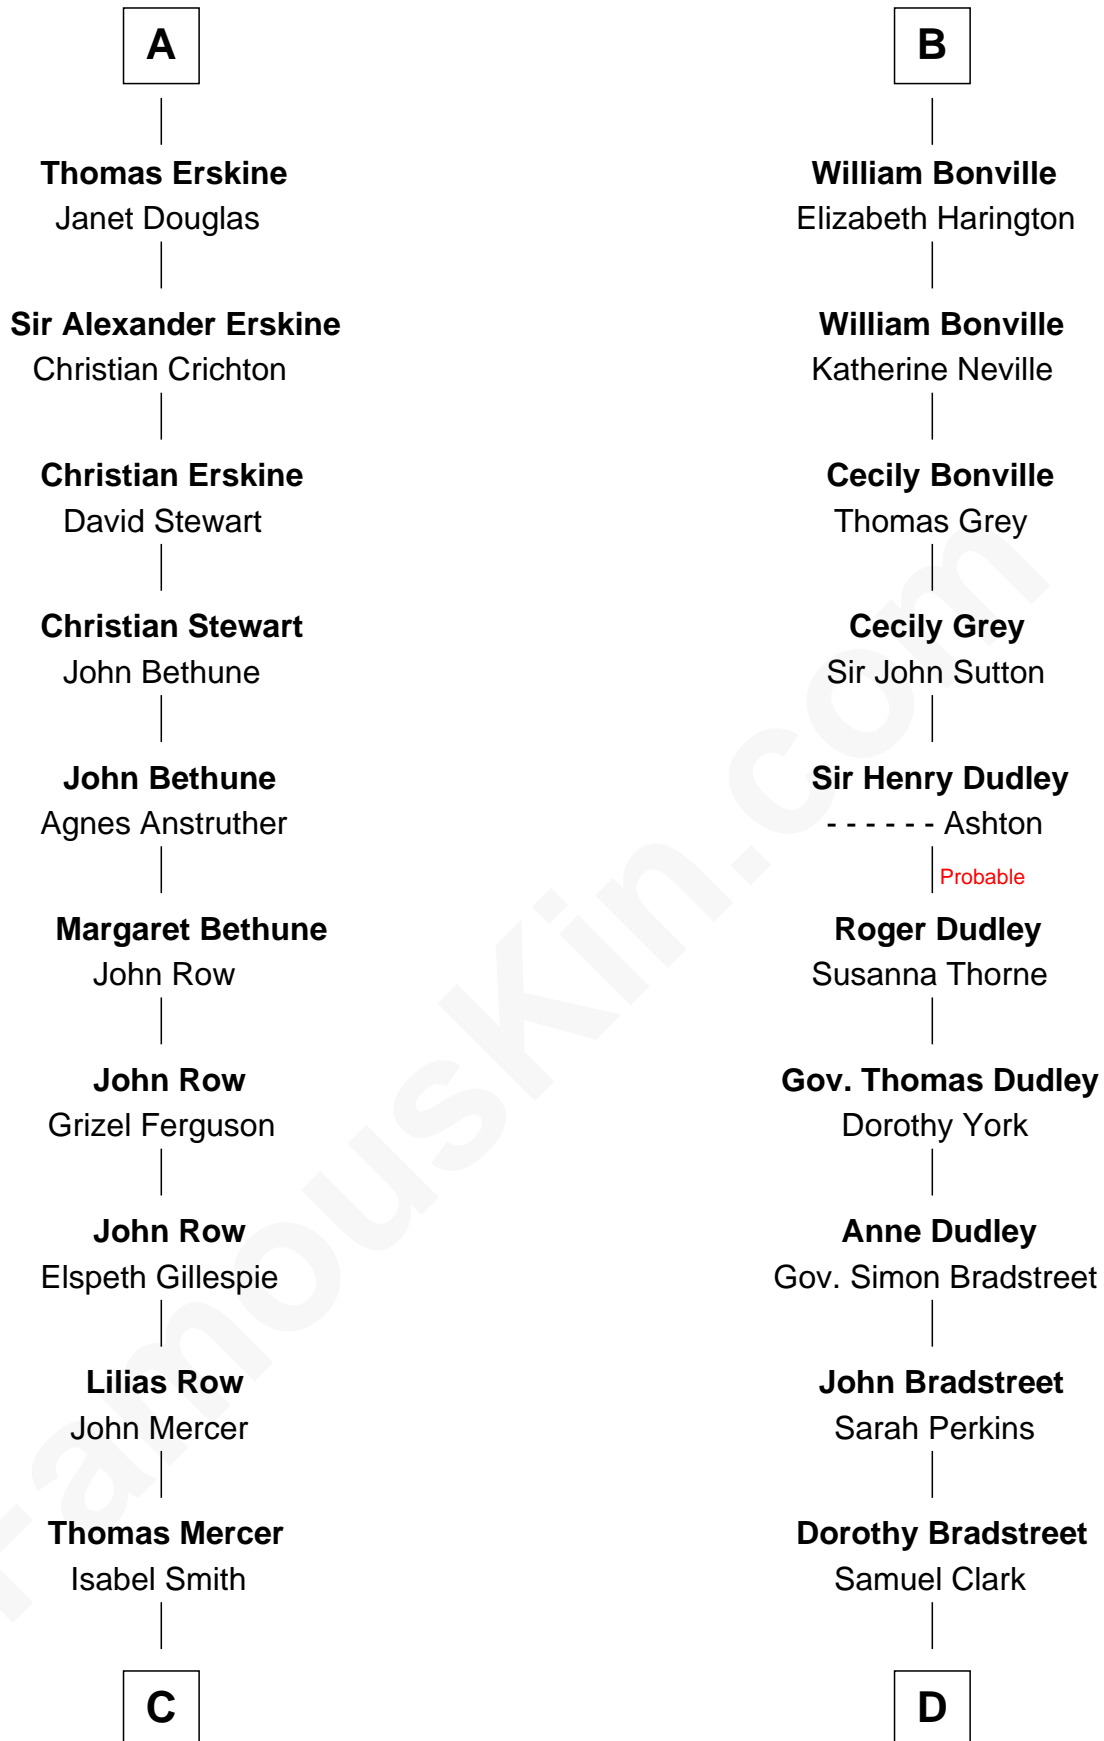 A
Thomas Erskine
Janet Douglas
Sir Alexander Erskine
Christian Crichton
Christian Erskine
David Stewart
Christian Stewart
John Bethune
John Bethune
Agnes Anstruther
Margaret Bethune
John Row
John Row
Grizel Ferguson
John Row
Elspeth Gillespie
Lilias Row
John Mercer
Thomas Mercer
Isabel Smith
C
B
William Bonville
Elizabeth Harington
William Bonville
Katherine Neville
Cecily Bonville
Thomas Grey
Cecily Grey
Sir John Sutton
Sir Henry Dudley
- - - - - - Ashton
Probable
Roger Dudley
Susanna Thorne
Gov. Thomas Dudley
Dorothy York
Anne Dudley
Gov. Simon Bradstreet
John Bradstreet
Sarah Perkins
Dorothy Bradstreet
Samuel Clark
D
FamousKin.com